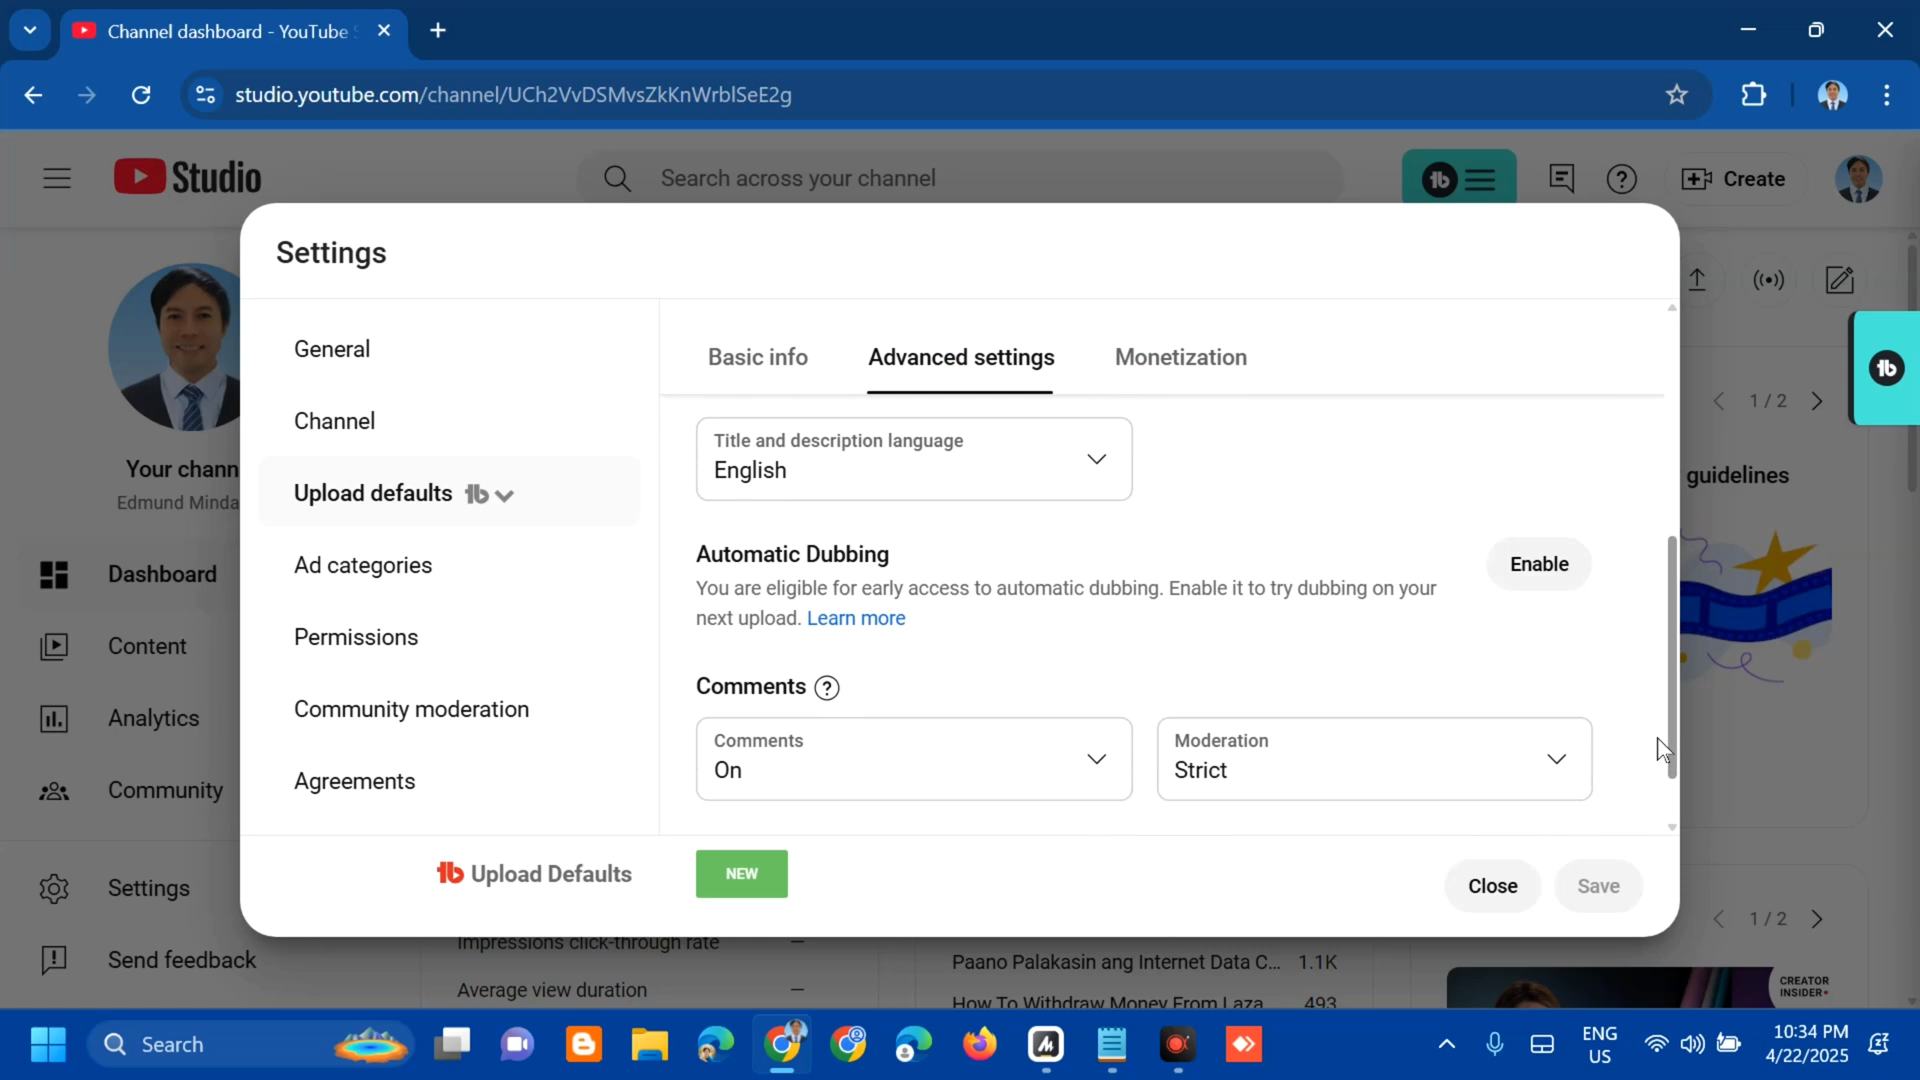 Channel dashboard - YouTube
studio.youtube.com/channel/UCh2VvDSMvsZkKnWrblSeE2g
Studio
Search across your channel
Create
Settings
General
Channel
Upload defaults
Ad categories
Permissions
Community moderation
Agreements
Basic info
Advanced settings
Monetization
Title and description language
English
Automatic Dubbing
You are eligible for early access to automatic dubbing. Enable it to try dubbing on your
next upload. Learn more
Enable
Comments
Comments
On
Moderation
Strict
Upload Defaults
NEW
Close
Save
Your chann
Edmund Minda
Dashboard
Content
Analytics
Community
Settings
Send feedback
1 / 2
guidelines
1 / 2
Impressions click-through rate
Average view duration
Paano Palakasin ang Internet Data C... 1.1K
How To Withdraw Money From Laza 493
CREATOR
INSIDER
Search
ENG
US
10:34 PM
4/22/2025